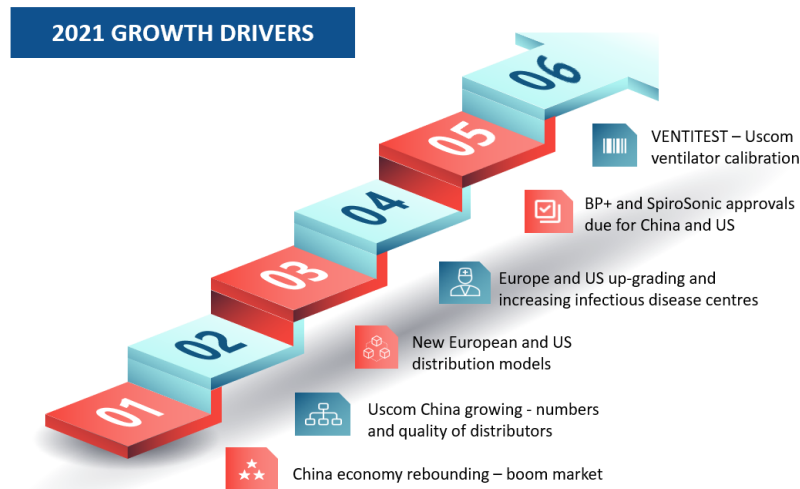 2021 GROWTH DRIVERS
06
05
VENTITEST – Uscom
ventilator calibration
04
BP+ and SpiroSonic approvals
due for China and US
03
Europe and US up-grading and
increasing infectious disease centres
02
New European and US
distribution models
01
Uscom China growing - numbers
and quality of distributors
China economy rebounding – boom market